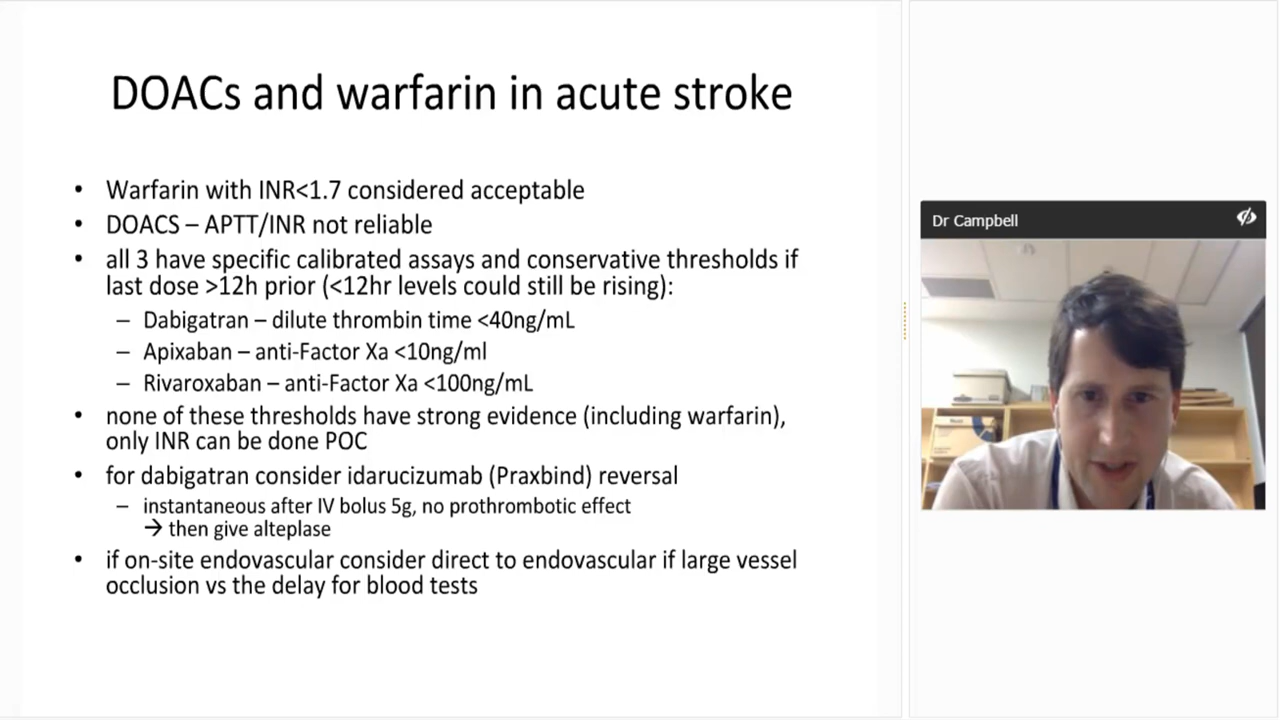 DOACs and warfarin in acute stroke
• Warfarin with INR<1.7 considered acceptable
• DOACS – APTT/INR not reliable
• all 3 have specific calibrated assays and conservative thresholds if
last dose >12h prior (<12hr levels could still be rising):
– Dabigatran – dilute thrombin time <40ng/mL
– Apixaban – anti-Factor Xa <10ng/ml
– Rivaroxaban – anti-Factor Xa <100ng/mL
• none of these thresholds have strong evidence (including warfarin),
only INR can be done POC
• for dabigatran consider idarucizumab (Praxbind) reversal
– instantaneous after IV bolus 5g, no prothrombotic effect
→ then give alteplase
• if on-site endovascular consider direct to endovascular if large vessel
occlusion vs the delay for blood tests
Dr Campbell